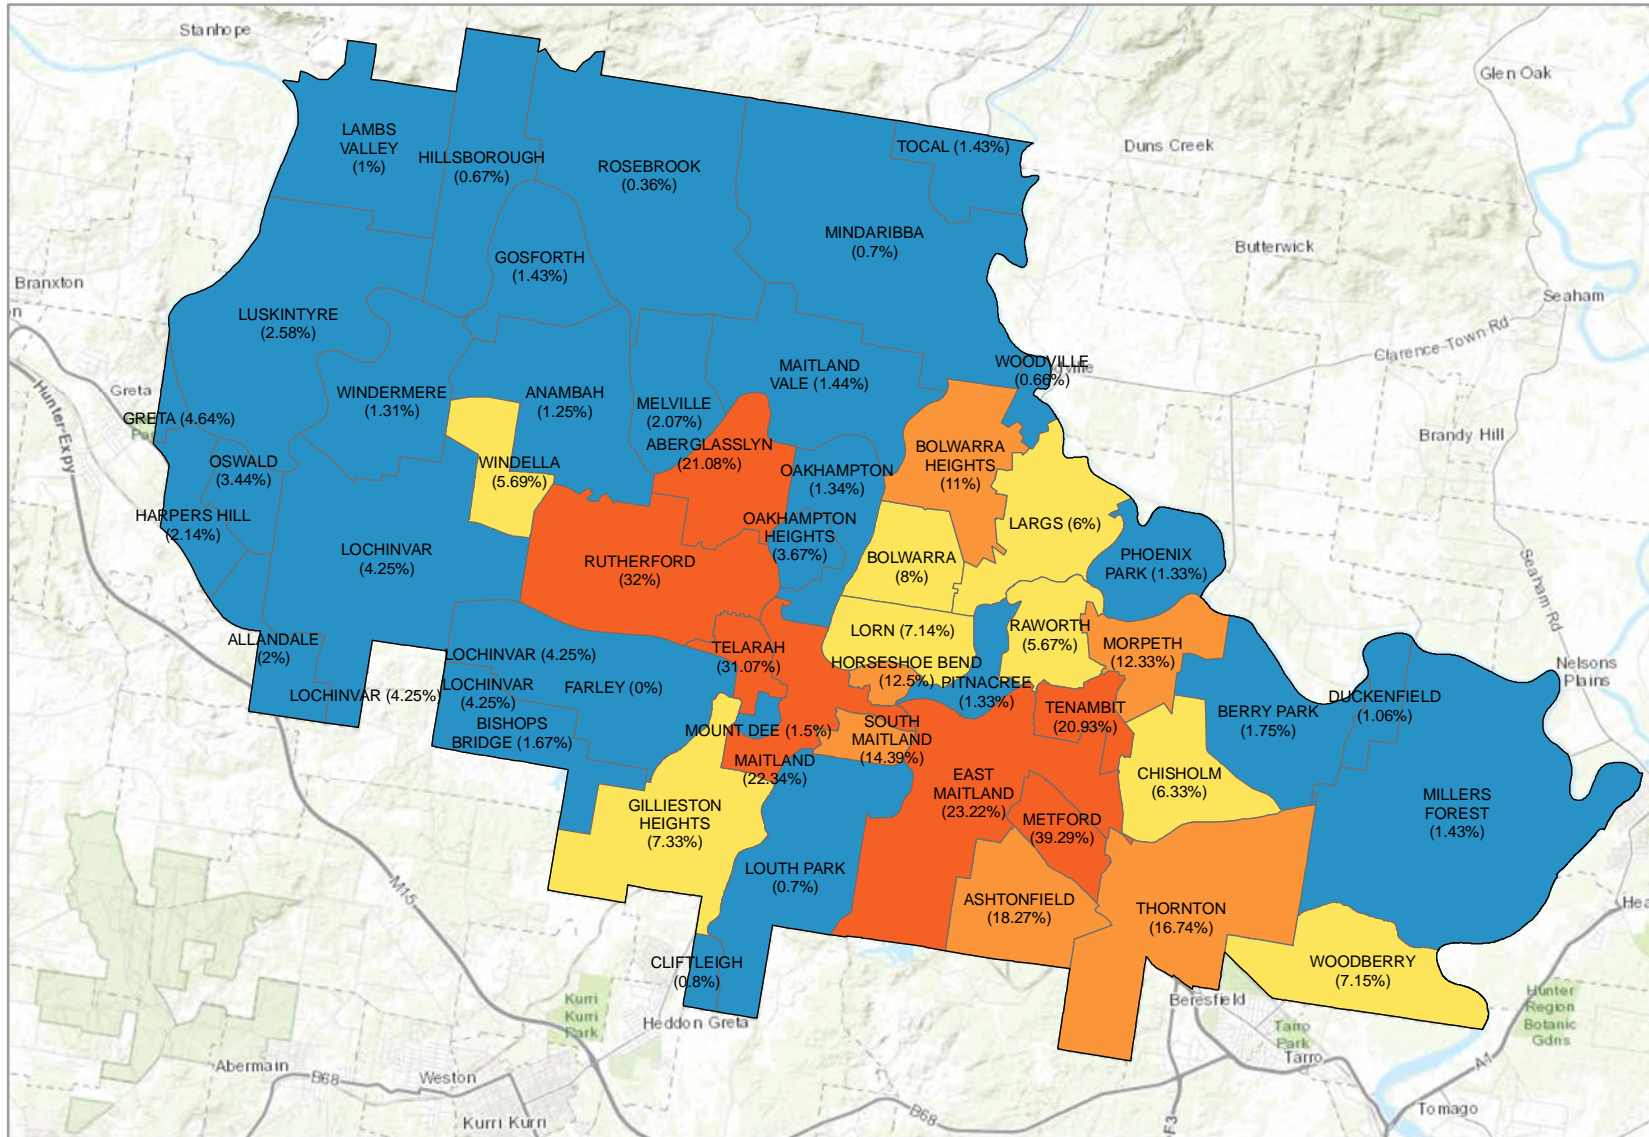 Stanhope
Glen Oak
LAMBS
VALLEY
(1%)
HILLSBOROUGH
(0.67%)
ROSEBROOK
(0.36%)
TOCAL (1.43%)
Duns Creek
MINDARIBBA
(0.7%)
Butterwick
GOSFORTH
(1.43%)
Branxton
Seaham
LUSKINTYRE
(2.58%)
Clarence-Town Rd
WOODVILLE
(0.66%)
MAITLAND
VALE (1.44%)
Hunter-Expy
Greta
WINDERMERE
(1.31%)
ANAMBAH
(1.25%)
MELVILLE
(2.07%)
GRETA (4.64%)
Brandy Hill
ABERGLASSLYN
(21.08%)
BOLWARRA
HEIGHTS
(11%)
OSWALD
(3.44%)
WINDELLA
(5.69%)
OAKHAMPTON
(1.34%)
HARPERS HILL
(2.14%)
OAKHAMPTON
HEIGHTS
(3.67%)
LARGS (6%)
LOCHINVAR
(4.25%)
RUTHERFORD
(32%)
BOLWARRA
(8%)
PHOENIX
PARK (1.33%)
Seaham-Rd
ALLANDALE
(2%)
LOCHINVAR (4.25%)
TELARAH
(31.07%)
LORN (7.14%)
RAWORTH
(5.67%)
MORPETH
(12.33%)
HORSESHOE BEND
(12.5%)
Nelsons
Plains
LOCHINVAR (4.25%)
LOCHINVAR
(4.25%)
FARLEY (0%)
PITNACREE
(1.33%)
DUCKENFIELD
(1.06%)
TENAMBIT
(20.93%)
BERRY PARK
(1.75%)
BISHOPS
BRIDGE (1.67%)
MOUNT DEE (1.5%)
SOUTH
MAITLAND
(14.39%)
MAITLAND
(22.34%)
EAST
MAITLAND
(23.22%)
CHISHOLM
(6.33%)
GILLIESTON
HEIGHTS
(7.33%)
METFORD
(39.29%)
MILLERS
FOREST
(1.43%)
LOUTH PARK
(0.7%)
M15
ASHTONFIELD
(18.27%)
THORNTON
(16.74%)
CLIFTLEIGH
(0.8%)
WOODBERRY
(7.15%)
Kurri
Kurri
Park
Heddon Greta
Beresfield
Hunter
Region
Botanic
Gdns
Tarro
Park
Tarro
A1
Abermain
B68
Weston
Kurri Kurri
B68
F3
Tomago